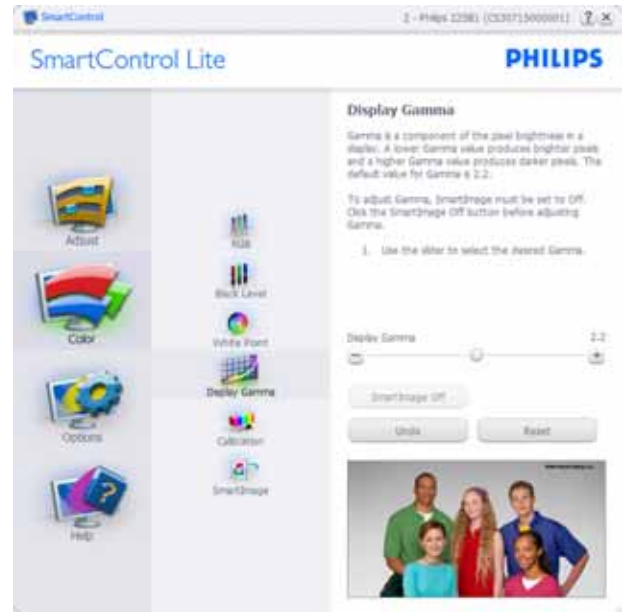 SmartControl
2 - Philips
SmartControl Lite
PHILIPS
Adjust
Color
Options
Help
RGB
Black Level
White Point
Display Gamma
Calibration
SmartImage
Display Gamma
Gamma is a component of the pixel brightness in a
display. A lower Gamma value produces brighter pixels
and a higher Gamma value produces darker pixels. The
default value for Gamma is 2.2.
To adjust Gamma, SmartImage must be set to Off.
Click the SmartImage Off button before adjusting
Gamma.
1. Use the slider to select the desired Gamma.
Display Gamma 2.2
SmartImage Off
Undo Reset